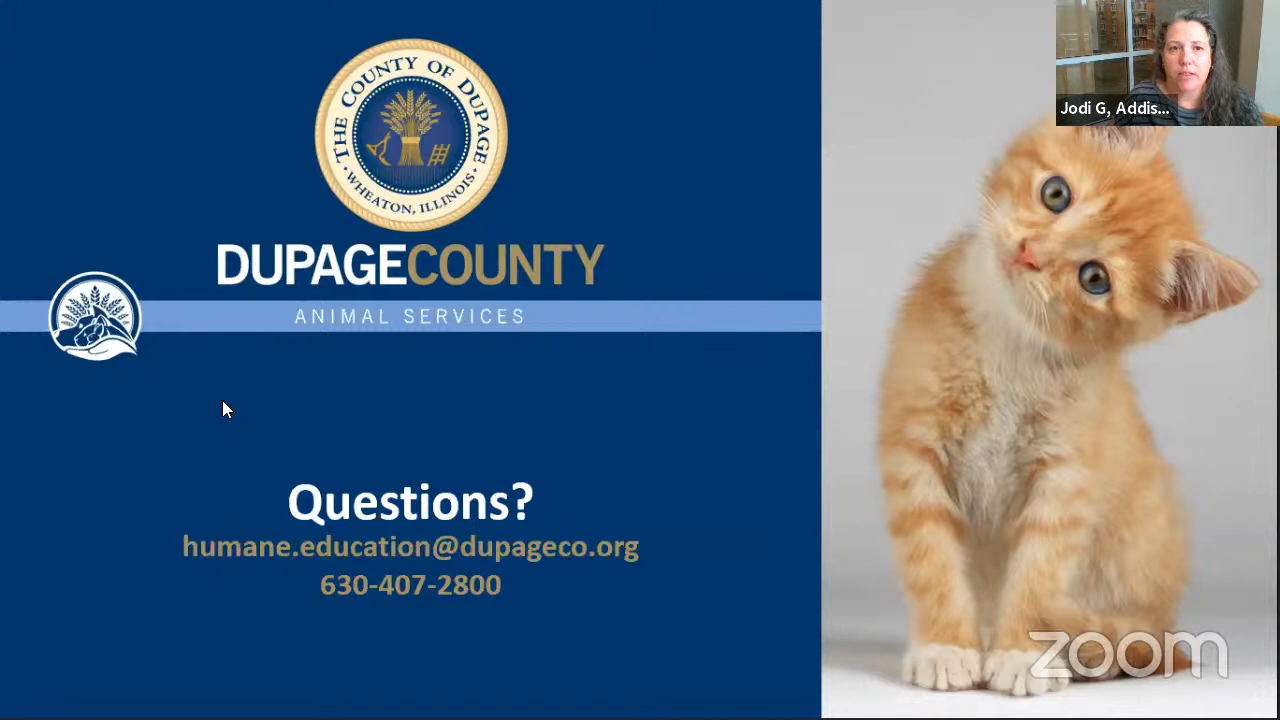 THE COUNTY OF DUPAGE
· WHEATON, ILLINOIS ·
DUPAGECOUNTY
ANIMAL SERVICES
Questions?
humane.education@dupageco.org
630-407-2800
Jodi G, Addis...
zoom